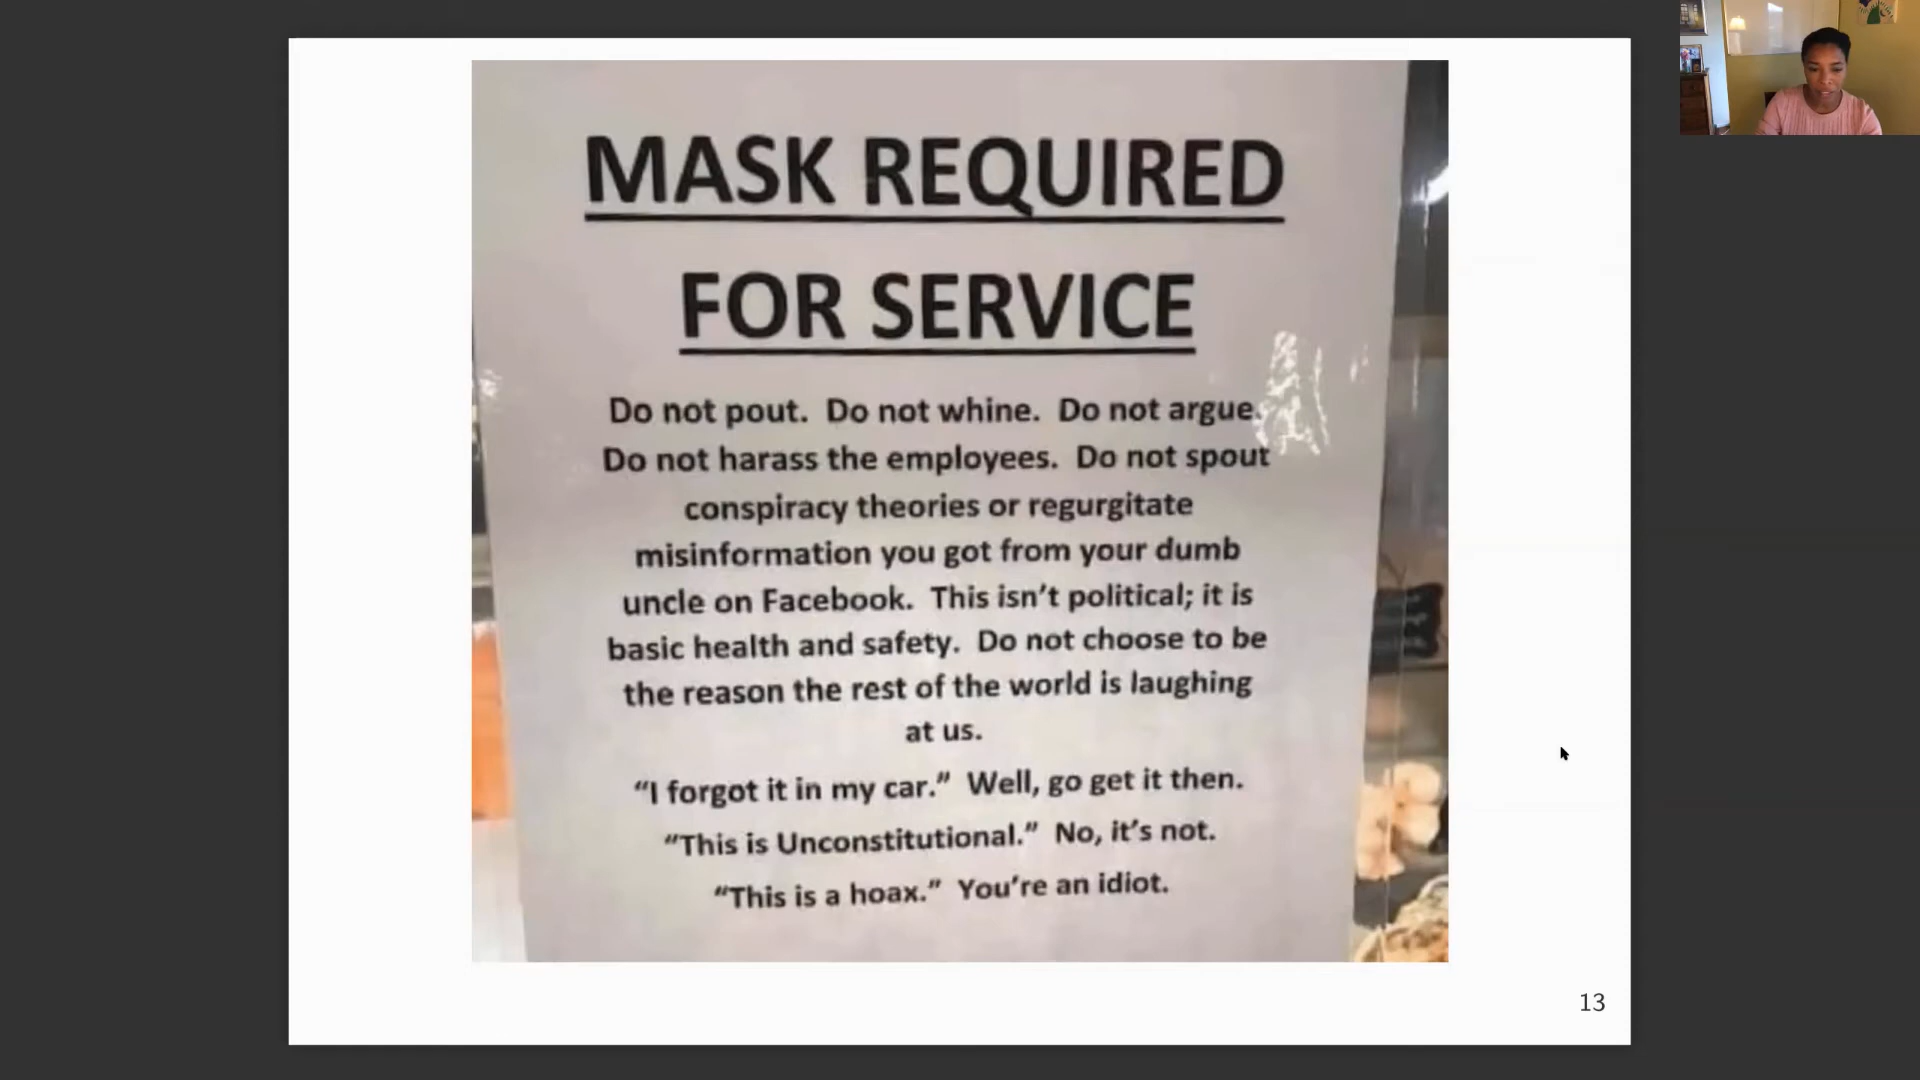 MASK REQUIRED
FOR SERVICE
Do not pout. Do not whine. Do not argue.
Do not harass the employees. Do not spout
conspiracy theories or regurgitate
misinformation you got from your dumb
uncle on Facebook. This isn't political; it is
basic health and safety. Do not choose to be
the reason the rest of the world is laughing
at us.
“I forgot it in my car.” Well, go get it then.
“This is Unconstitutional.” No, it's not.
“This is a hoax.” You're an idiot.
13